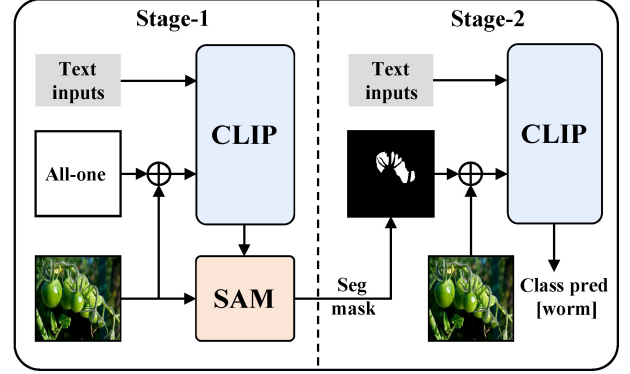 Stage-1
Text
inputs
CLIP
All-one
SAM
Seg
mask
Stage-2
Text
inputs
CLIP
Class pred
[worm]